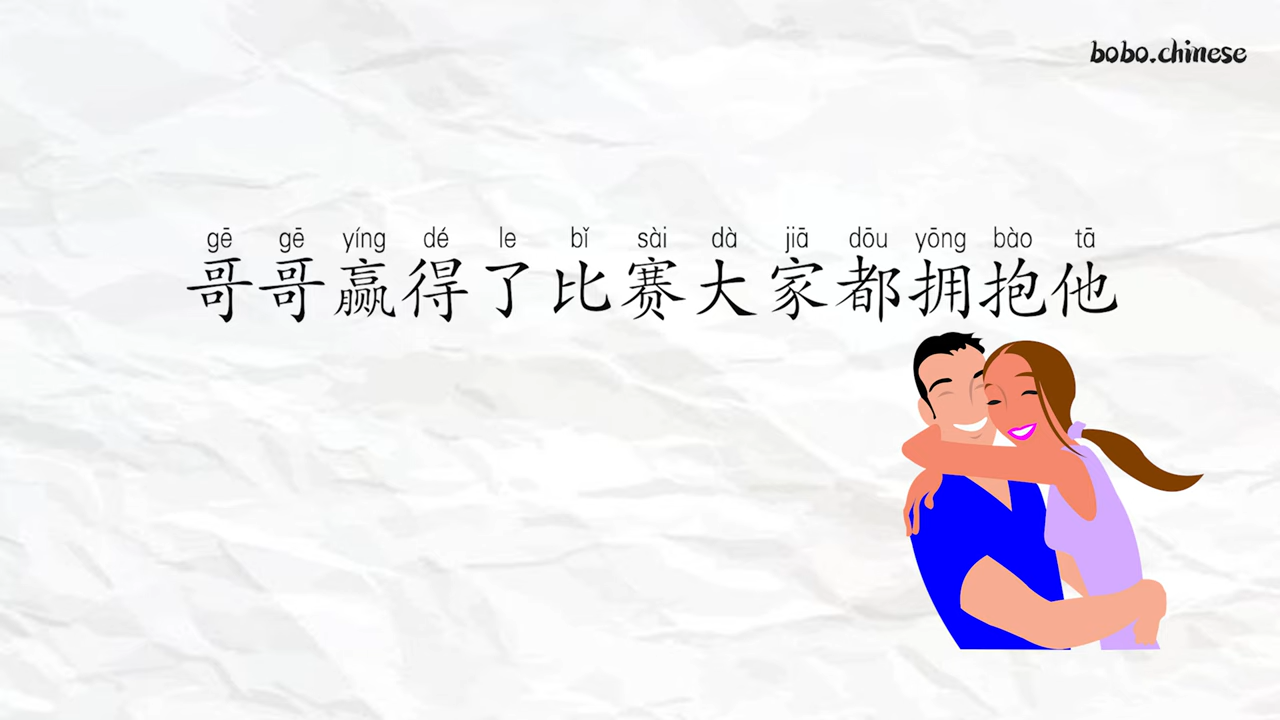 bobo.chinese
gē gē yíng dé le bǐ sài dà jiā dōu yōng bào tā
哥哥赢得了比赛大家都拥抱他